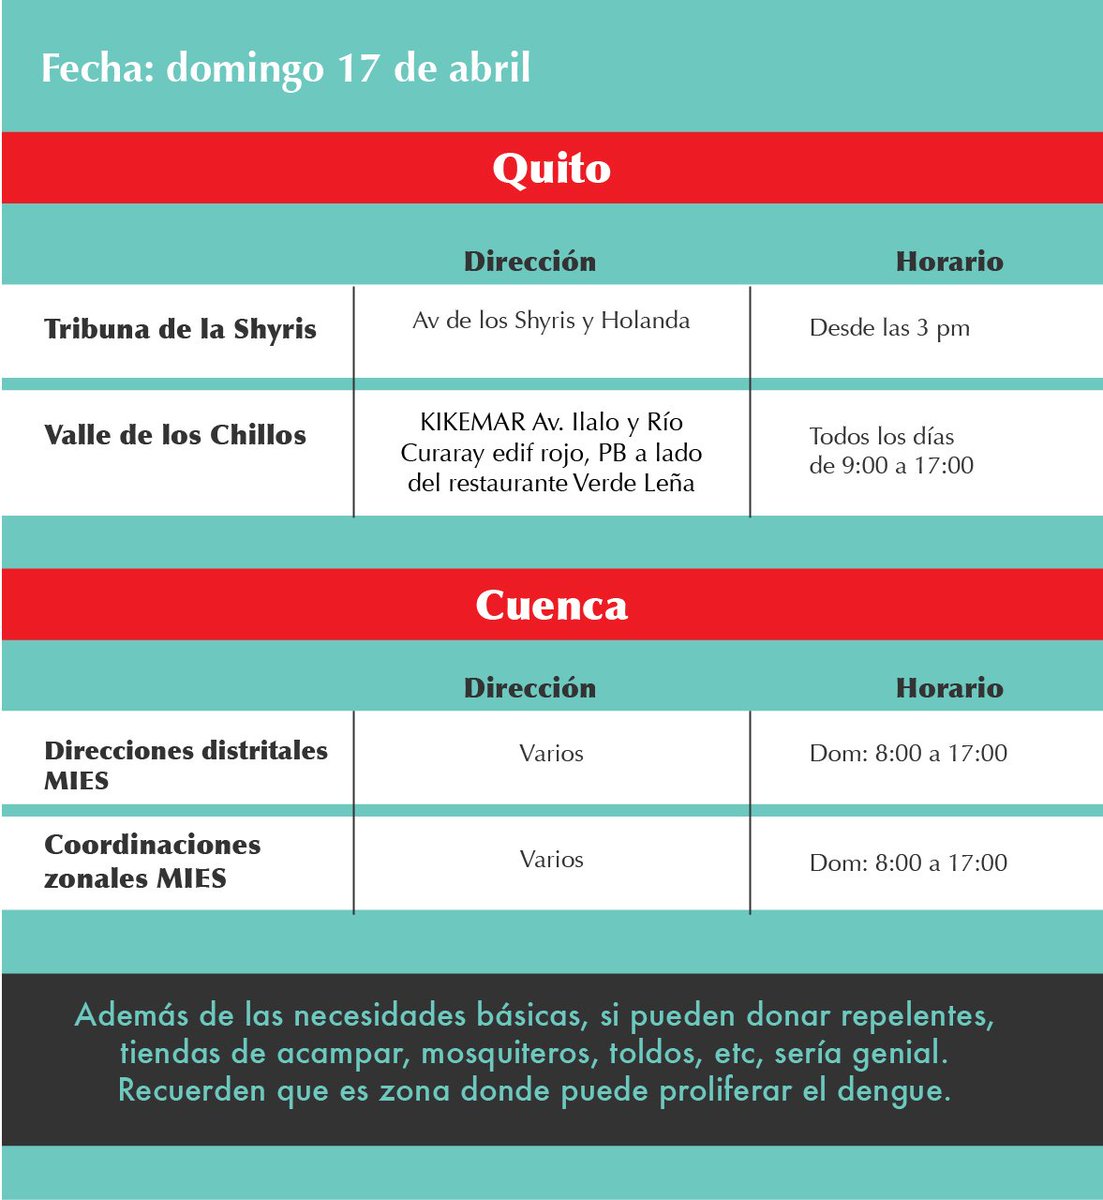 Fecha: domingo 17 de abril
Quito
Dirección Horario
Tribuna de la Shyris
Av de los Shyris y Holanda
Desde las 3 pm
Valle de los Chillos
KIKEMAR Av. Ilalo y Río
Curaray edif rojo, PB a lado
del restaurante Verde Leña
Todos los días
de 9:00 a 17:00
Cuenca
Dirección Horario
Direcciones distritales
MIES
Varios
Dom: 8:00 a 17:00
Coordinaciones
zonales MIES
Varios
Dom: 8:00 a 17:00
Además de las necesidades básicas, si pueden donar repelentes,
tiendas de acampar, mosquiteros, toldos, etc, sería genial.
Recuerden que es zona donde puede proliferar el dengue.